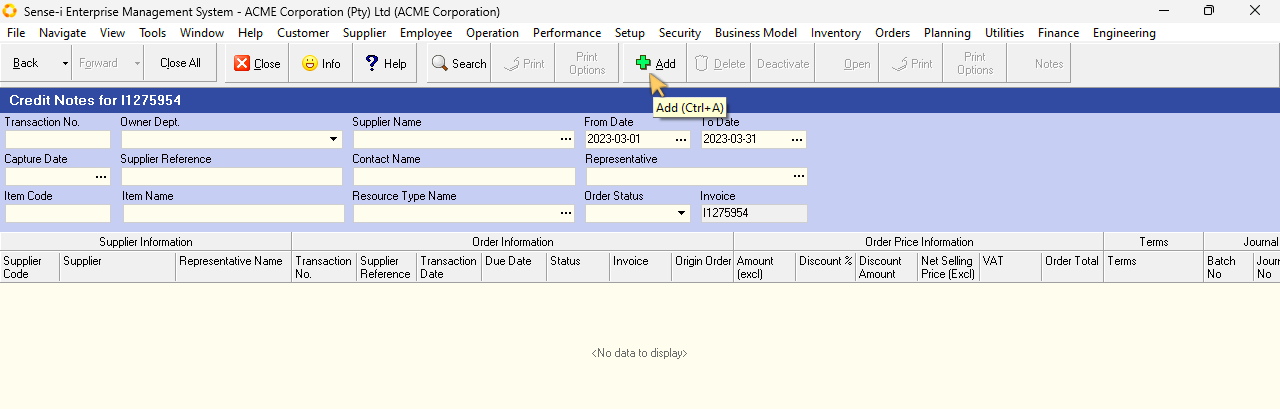 Sense-i Enterprise Management System - ACME Corporation (Pty) Ltd (ACME Corporation)
File Navigate View Tools Window Help Customer Supplier Employee Operation Performance Setup Security Business Model Inventory Orders Planning Utilities Finance Engineering
Back Forward Close All Close Info Help Search Print Print Options Add Delete Deactivate Open Print Print Options Notes
Credit Notes for I1275954
Add (Ctrl+A)
Transaction No. Owner Dept. Supplier Name From Date To Date
2023-03-01 ... 2023-03-31 ...
Capture Date Supplier Reference Contact Name Representative
Item Code Item Name Resource Type Name Order Status Invoice
I1275954
Supplier Information Order Information Order Price Information Terms Journal
Supplier Code Supplier Representative Name Transaction No. Supplier Reference Transaction Date Due Date Status Invoice Origin Order Amount (excl) Discount % Discount Amount Net Selling Price (Excl) VAT Order Total Terms Batch No Journ No
<No data to display>